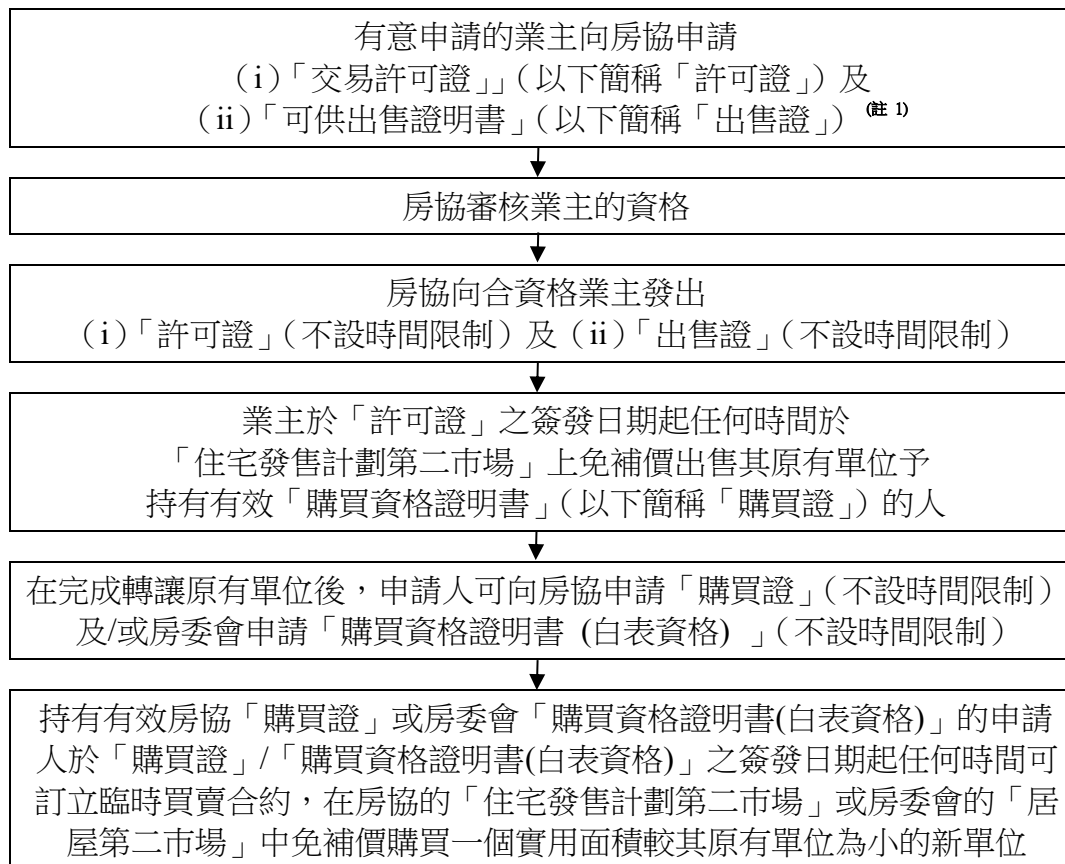 有意申請的業主向房協申請
（i）「交易許可證」」（以下簡稱「許可證」）及
（ii）「可供出售證明書」（以下簡稱「出售證」）(註 1)
房協審核業主的資格
房協向合資格業主發出
（i）「許可證」（不設時間限制）及（ii）「出售證」（不設時間限制）
業主於「許可證」之簽發日期起任何時間於
「住宅發售計劃第二市場」上免補價出售其原有單位予
持有有效「購買資格證明書」（以下簡稱「購買證」）的人
在完成轉讓原有單位後，申請人可向房協申請「購買證」（不設時間限制）
及/或房委會申請「購買資格證明書 (白表資格) 」（不設時間限制）
持有有效房協「購買證」或房委會「購買資格證明書(白表資格)」的申請
人於「購買證」/「購買資格證明書(白表資格)」之簽發日期起任何時間可
訂立臨時買賣合約，在房協的「住宅發售計劃第二市場」或房委會的「居
屋第二市場」中免補價購買一個實用面積較其原有單位為小的新單位